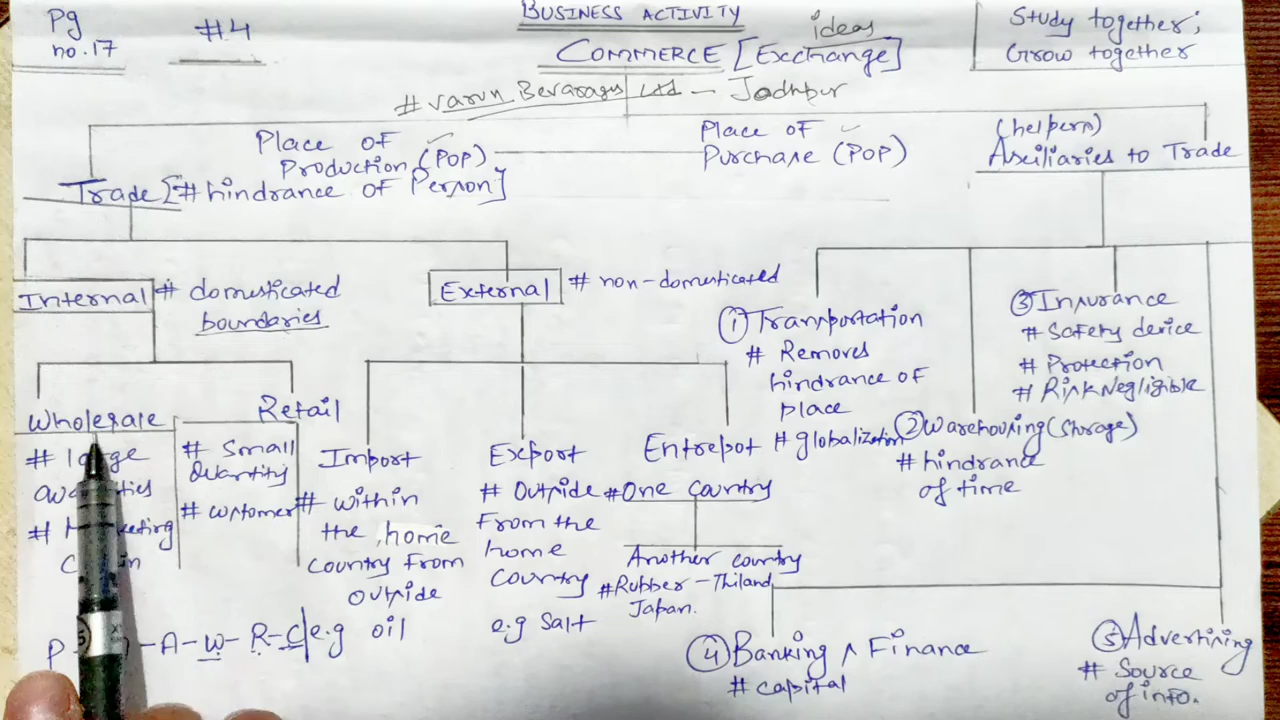 Pg
no.17
#4
BUSINESS ACTIVITY
ideas
COMMERCE [Exchange]
Study together;
Grow together
# Varun Bevarages Ltd - Jodhpur
Place of
Production (POP)
Place of
Purchase (POP)
(helpers)
Auxiliaries to Trade
Trade [# hindrance of Person]
Internal
# domesticated
boundaries
External
# non-domesticated
Wholesale
# large
# 
Retail
# Small
Quantity
# customer
Import
# within
the home
country from
outside
e.g oil
Export
# Outside
From the
home
country
e.g Salt
Entrepot
# One country
Another country
# Rubber - Thiland
Japan.
① Transportation
# Removes
hindrance of
place
# globalization
② Warehousing (Storage)
# hindrance
of time
③ Insurance
# Safety device
# Protection
# Risk Negligible
④ Banking & Finance
# capital
⑤ Advertising
# Source
of info.
P
- A - W - R - C